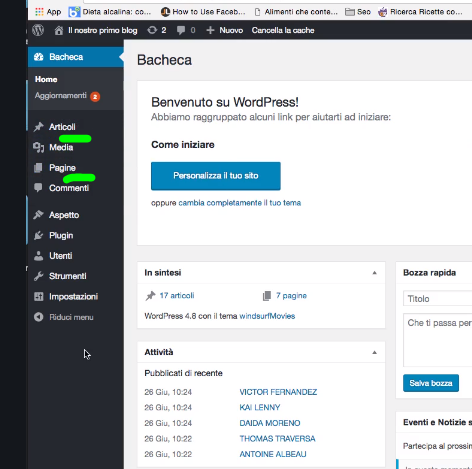 App Dieta alcalina: co... How to Use Facebo... Alimenti che conte... Seo Ricerca Ricette co...
Il nostro primo blog 2 0 + Nuovo Cancella la cache
Bacheca
Home
Aggiornamenti 2
Articoli
Media
Pagine
Commenti
Aspetto
Plugin
Utenti
Strumenti
Impostazioni
Riduci menu
Bacheca
Benvenuto su WordPress!
Abbiamo raggruppato alcuni link per aiutarti ad iniziare:
Come iniziare
Personalizza il tuo sito
oppure cambia completamente il tuo tema
In sintesi
17 articoli 7 pagine
WordPress 4.8 con il tema windsurfMovies
Attività
Pubblicati di recente
26 Giu, 10:24 VICTOR FERNANDEZ
26 Giu, 10:24 KAI LENNY
26 Giu, 10:24 DAIDA MORENO
26 Giu, 10:22 THOMAS TRAVERSA
26 Giu, 10:22 ANTOINE ALBEAU
Bozza rapida
Titolo
Che ti passa per
Salva bozza
Eventi e Notizie s
Partecipa al prossin